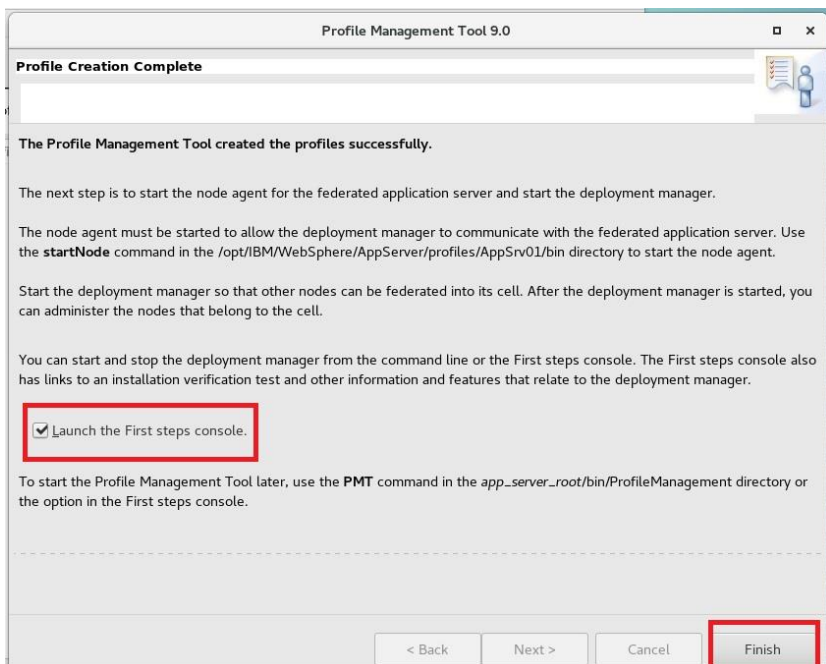 Profile Management Tool 9.0
Profile Creation Complete
The Profile Management Tool created the profiles successfully.
The next step is to start the node agent for the federated application server and start the deployment manager.
The node agent must be started to allow the deployment manager to communicate with the federated application server. Use
the startNode command in the /opt/IBM/WebSphere/AppServer/profiles/AppSrv01/bin directory to start the node agent.
Start the deployment manager so that other nodes can be federated into its cell. After the deployment manager is started, you
can administer the nodes that belong to the cell.
You can start and stop the deployment manager from the command line or the First steps console. The First steps console also
has links to an installation verification test and other information and features that relate to the deployment manager.
Launch the First steps console.
To start the Profile Management Tool later, use the PMT command in the app_server_root/bin/ProfileManagement directory or
the option in the First steps console.
< Back Next > Cancel Finish